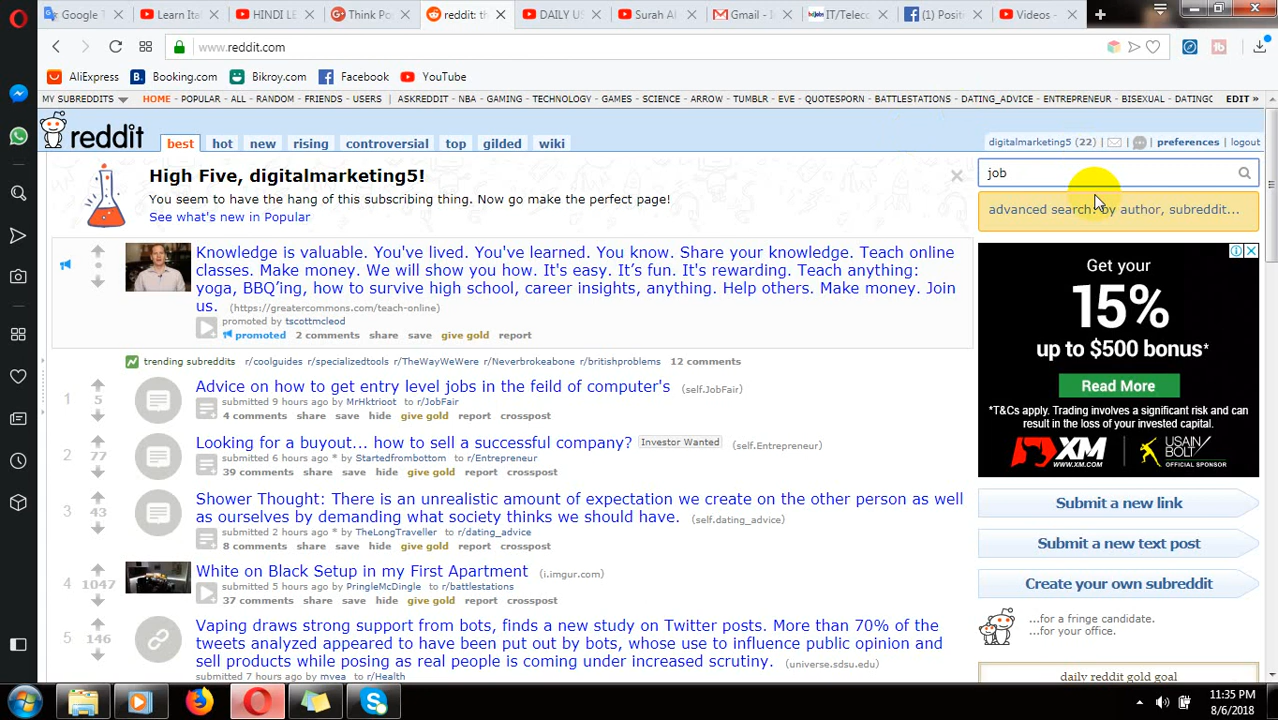 Google T
Learn Ita
HINDI LE
Think Po
reddit: th
DAILY US
Surah Al
Gmail - I
IT/Teleco
(1) Posit
Videos -
www.reddit.com
AliExpress
B. Booking.com
Bikroy.com
Facebook
YouTube
MY SUBREDDITS HOME - POPULAR - ALL - RANDOM - FRIENDS - USERS | ASKREDDIT - NBA - GAMING - TECHNOLOGY - GAMES - SCIENCE - ARROW - TUMBLR - EVE - QUOTESPORN - BATTLESTATIONS - DATING_ADVICE - ENTREPRENEUR - BISEXUAL - DATINGO EDIT »
reddit best hot new rising controversial top gilded wiki
digitalmarketing5 (22) | | | preferences | logout
High Five, digitalmarketing5!
You seem to have the hang of this subscribing thing. Now go make the perfect page!
See what's new in Popular
job
advanced search: by author, subreddit...
Knowledge is valuable. You've lived. You've learned. You know. Share your knowledge. Teach online
classes. Make money. We will show you how. It's easy. It's fun. It's rewarding. Teach anything:
yoga, BBQ'ing, how to survive high school, career insights, anything. Help others. Make money. Join
us. (https://greatercommons.com/teach-online)
promoted by tscottmcleod
promoted 2 comments share save give gold report
trending subreddits r/coolguides r/specializedtools r/TheWayWeWere r/Neverbrokeabone r/britishproblems 12 comments
1
5
Advice on how to get entry level jobs in the feild of computer's (self.JobFair)
submitted 9 hours ago by MrHktrioot to r/JobFair
4 comments share save hide give gold report crosspost
2
77
Looking for a buyout... how to sell a successful company? Investor Wanted (self.Entrepreneur)
submitted 6 hours ago by Startedfrombottom to r/Entrepreneur
39 comments share save hide give gold report crosspost
3
43
Shower Thought: There is an unrealistic amount of expectation we create on the other person as well
as ourselves by demanding what society thinks we should have. (self.dating_advice)
submitted 2 hours ago * by TheLongTraveller to r/dating_advice
8 comments share save hide give gold report crosspost
4
1047
White on Black Setup in my First Apartment (i.imgur.com)
submitted 5 hours ago by PringleMcDingle to r/battlestations
37 comments share save hide give gold report crosspost
5
146
Vaping draws strong support from bots, finds a new study on Twitter posts. More than 70% of the
tweets analyzed appeared to have been put out by bots, whose use to influence public opinion and
sell products while posing as real people is coming under increased scrutiny. (universe.sdsu.edu)
submitted 7 hours ago by mvea to r/Health
Get your
15%
up to $500 bonus*
Read More
*T&Cs apply. Trading involves a significant risk and can
result in the loss of your invested capital.
XM
WWW.XM.COM
USAIN
BOLT
OFFICIAL SPONSOR
Submit a new link
Submit a new text post
Create your own subreddit
...for a fringe candidate.
...for your office.
daily reddit gold goal
11:35 PM
8/6/2018